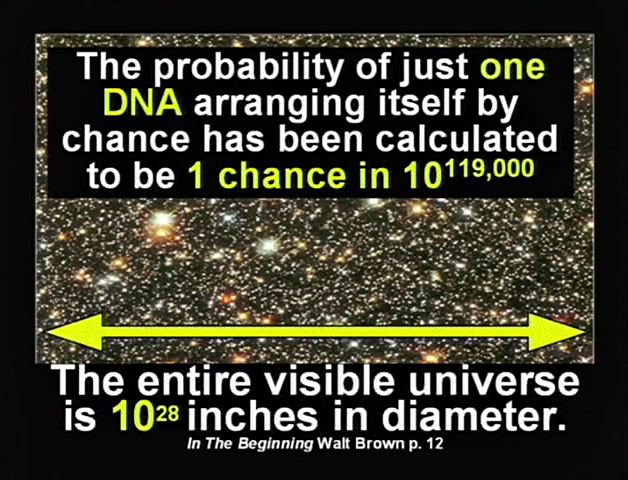 The probability of just one
DNA arranging itself by
chance has been calculated
to be 1 chance in 10¹¹⁹,⁰⁰⁰
The entire visible universe
is 10²⁸ inches in diameter.
In The Beginning Walt Brown p. 12